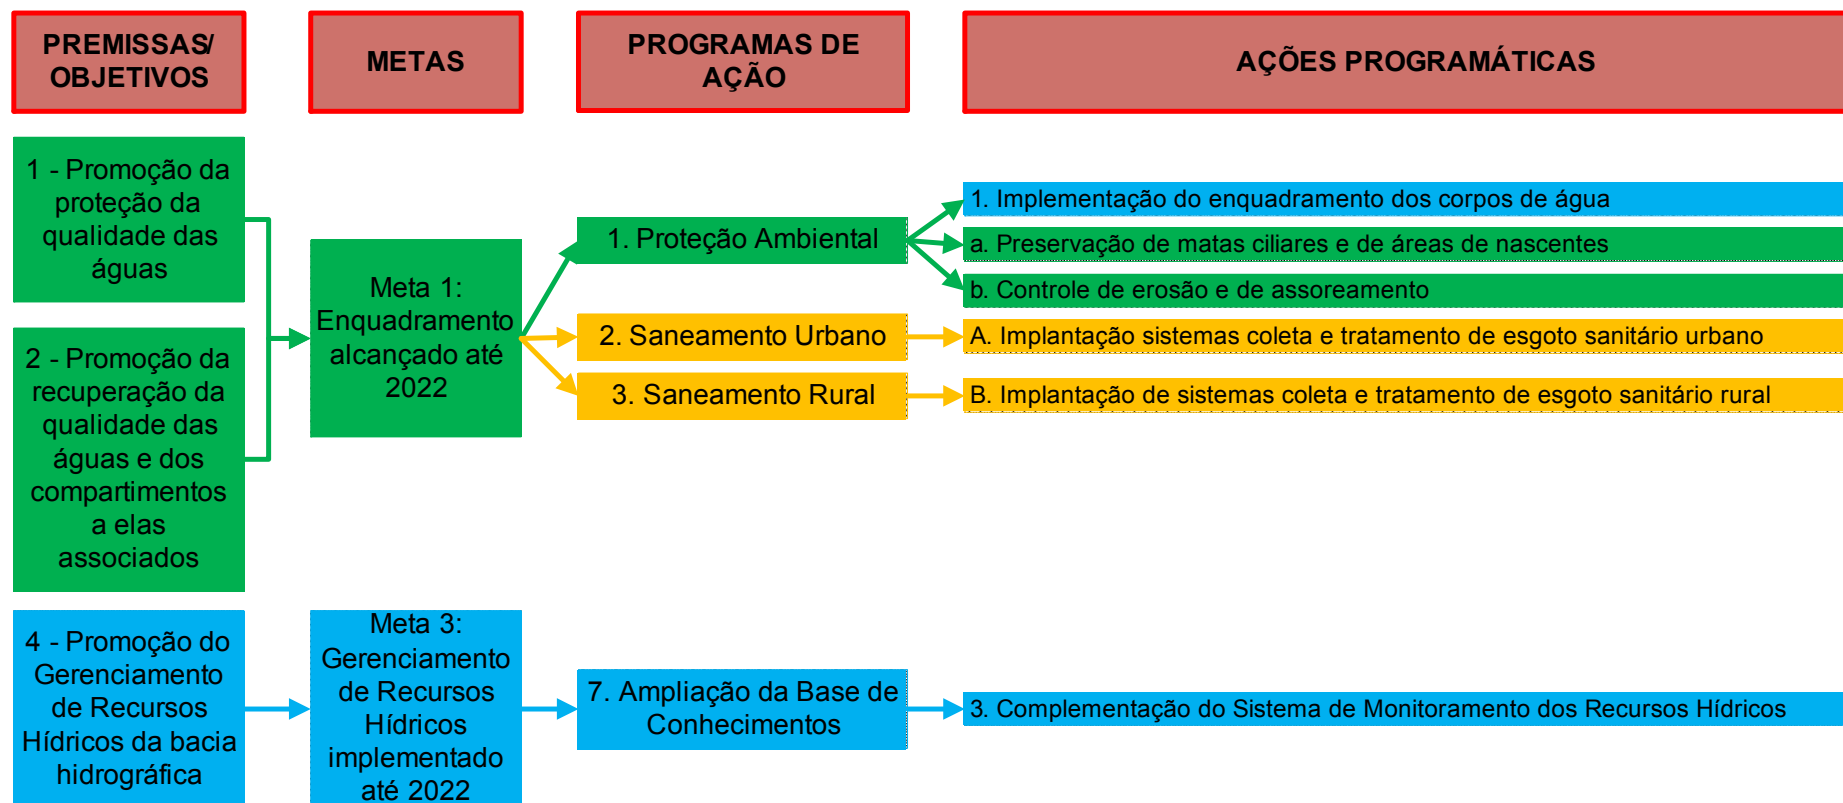 PREMISSAS/
OBJETIVOS
METAS
PROGRAMAS DE
AÇÃO
AÇÕES PROGRAMÁTICAS
1 - Promoção da
proteção da
qualidade das
águas
2 - Promoção da
recuperação da
qualidade das
águas e dos
compartimentos
a elas
associados
Meta 1:
Enquadramento
alcançado até
2022
1. Proteção Ambiental
2. Saneamento Urbano
3. Saneamento Rural
1. Implementação do enquadramento dos corpos de água
a. Preservação de matas ciliares e de áreas de nascentes
b. Controle de erosão e de assoreamento
A. Implantação sistemas coleta e tratamento de esgoto sanitário urbano
B. Implantação de sistemas coleta e tratamento de esgoto sanitário rural
4 - Promoção do
Gerenciamento
de Recursos
Hídricos da bacia
hidrográfica
Meta 3:
Gerenciamento
de Recursos
Hídricos
implementado
até 2022
7. Ampliação da Base de
Conhecimentos
3. Complementação do Sistema de Monitoramento dos Recursos Hídricos